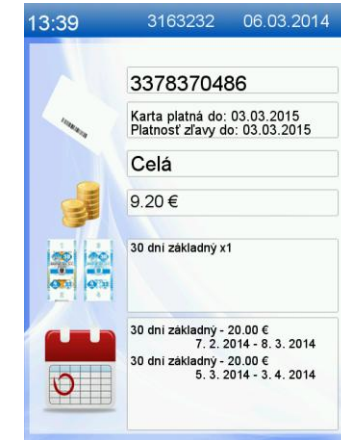 13:39 3163232 06.03.2014
3378370486
Karta platná do: 03.03.2015
Platnosť zľavy do: 03.03.2015
Celá
9.20 €
30 dní základný x1
30 dní základný - 20.00 €
7. 2. 2014 - 8. 3. 2014
30 dní základný - 20.00 €
5. 3. 2014 - 3. 4. 2014